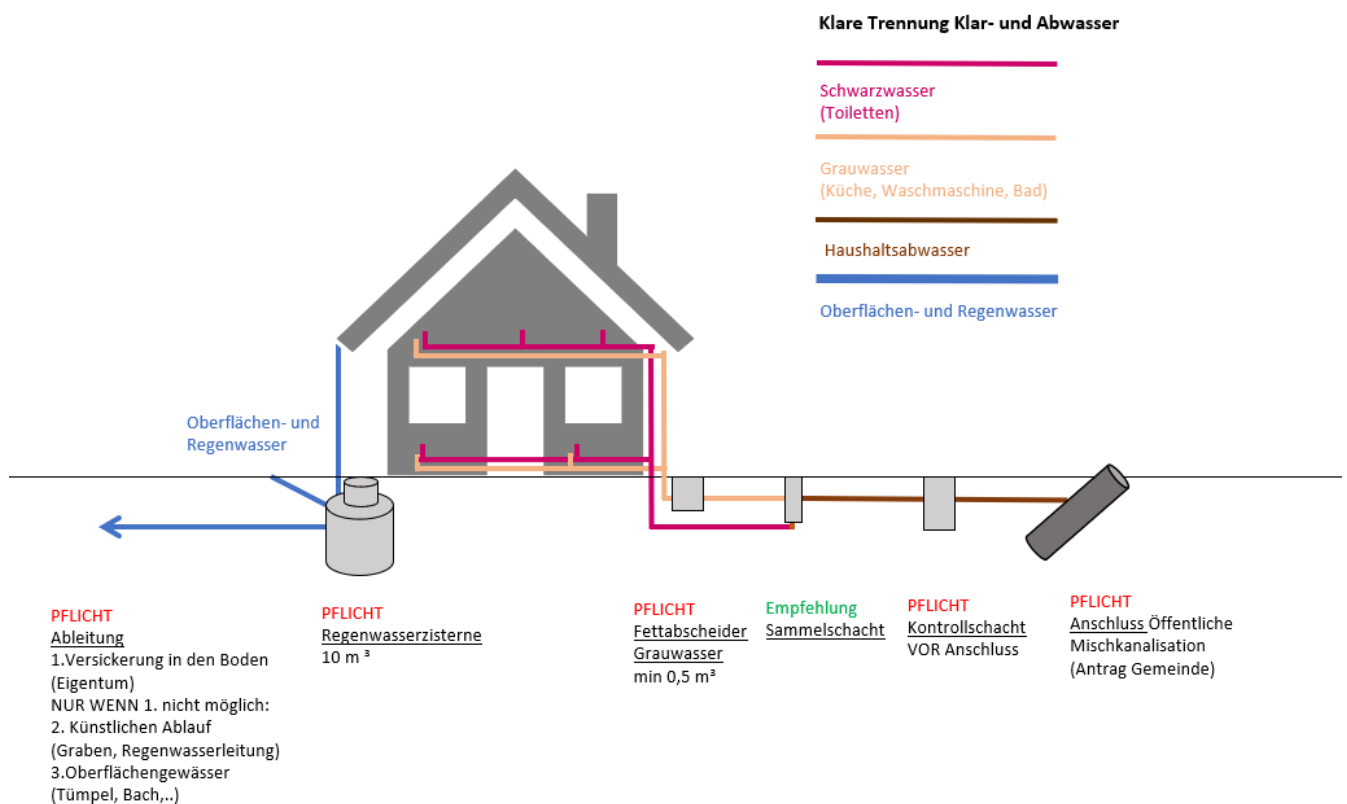 Klare Trennung Klar- und Abwasser
Schwarzwasser
(Toiletten)
Grauwasser
(Küche, Waschmaschine, Bad)
Haushaltsabwasser
Oberflächen- und Regenwasser
Oberflächen- und
Regenwasser
PFLICHT
Ableitung
1.Versickerung in den Boden
(Eigentum)
NUR WENN 1. nicht möglich:
2. Künstlichen Ablauf
(Graben, Regenwasserleitung)
3.Oberflächengewässer
(Tümpel, Bach,..)
PFLICHT
Regenwasserzisterne
10 m ³
PFLICHT
Fettabscheider
Grauwasser
min 0,5 m³
Empfehlung
Sammelschacht
PFLICHT
Kontrollschacht
VOR Anschluss
PFLICHT
Anschluss Öffentliche
Mischkanalisation
(Antrag Gemeinde)